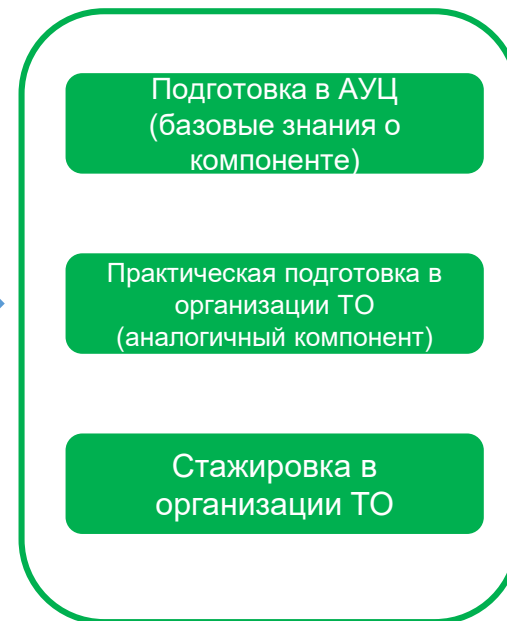 Подготовка в АУЦ
(базовые знания о
компоненте)
Практическая подготовка в
организации ТО
(аналогичный компонент)
Стажировка в
организации ТО